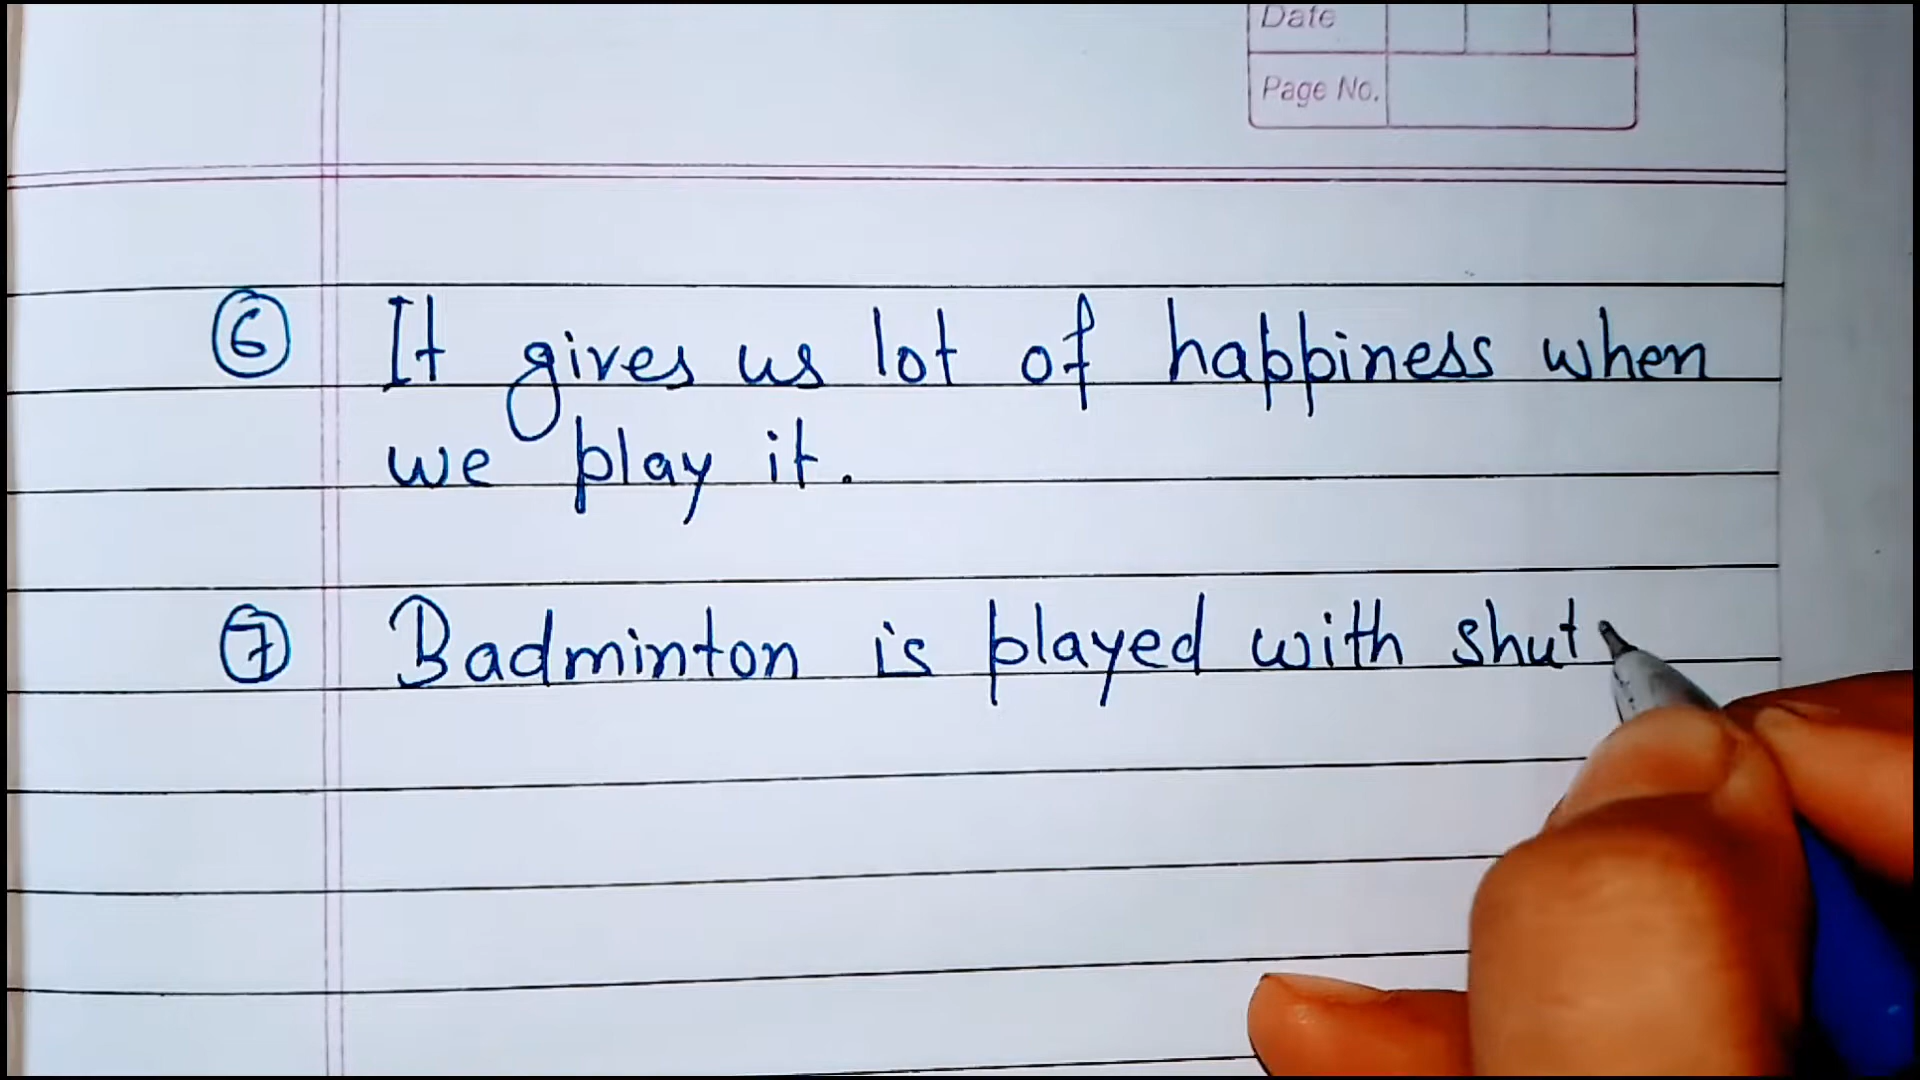 Date
Page No.
6 It gives us lot of happiness when
we play it.
7 Badminton is played with shut